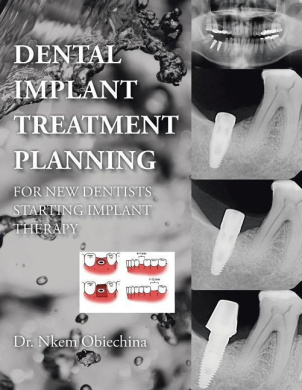 DENTAL
IMPLANT
TREATMENT
PLANNING
FOR NEW DENTISTS
STARTING IMPLANT
THERAPY
Dr. Nkem Obiechina